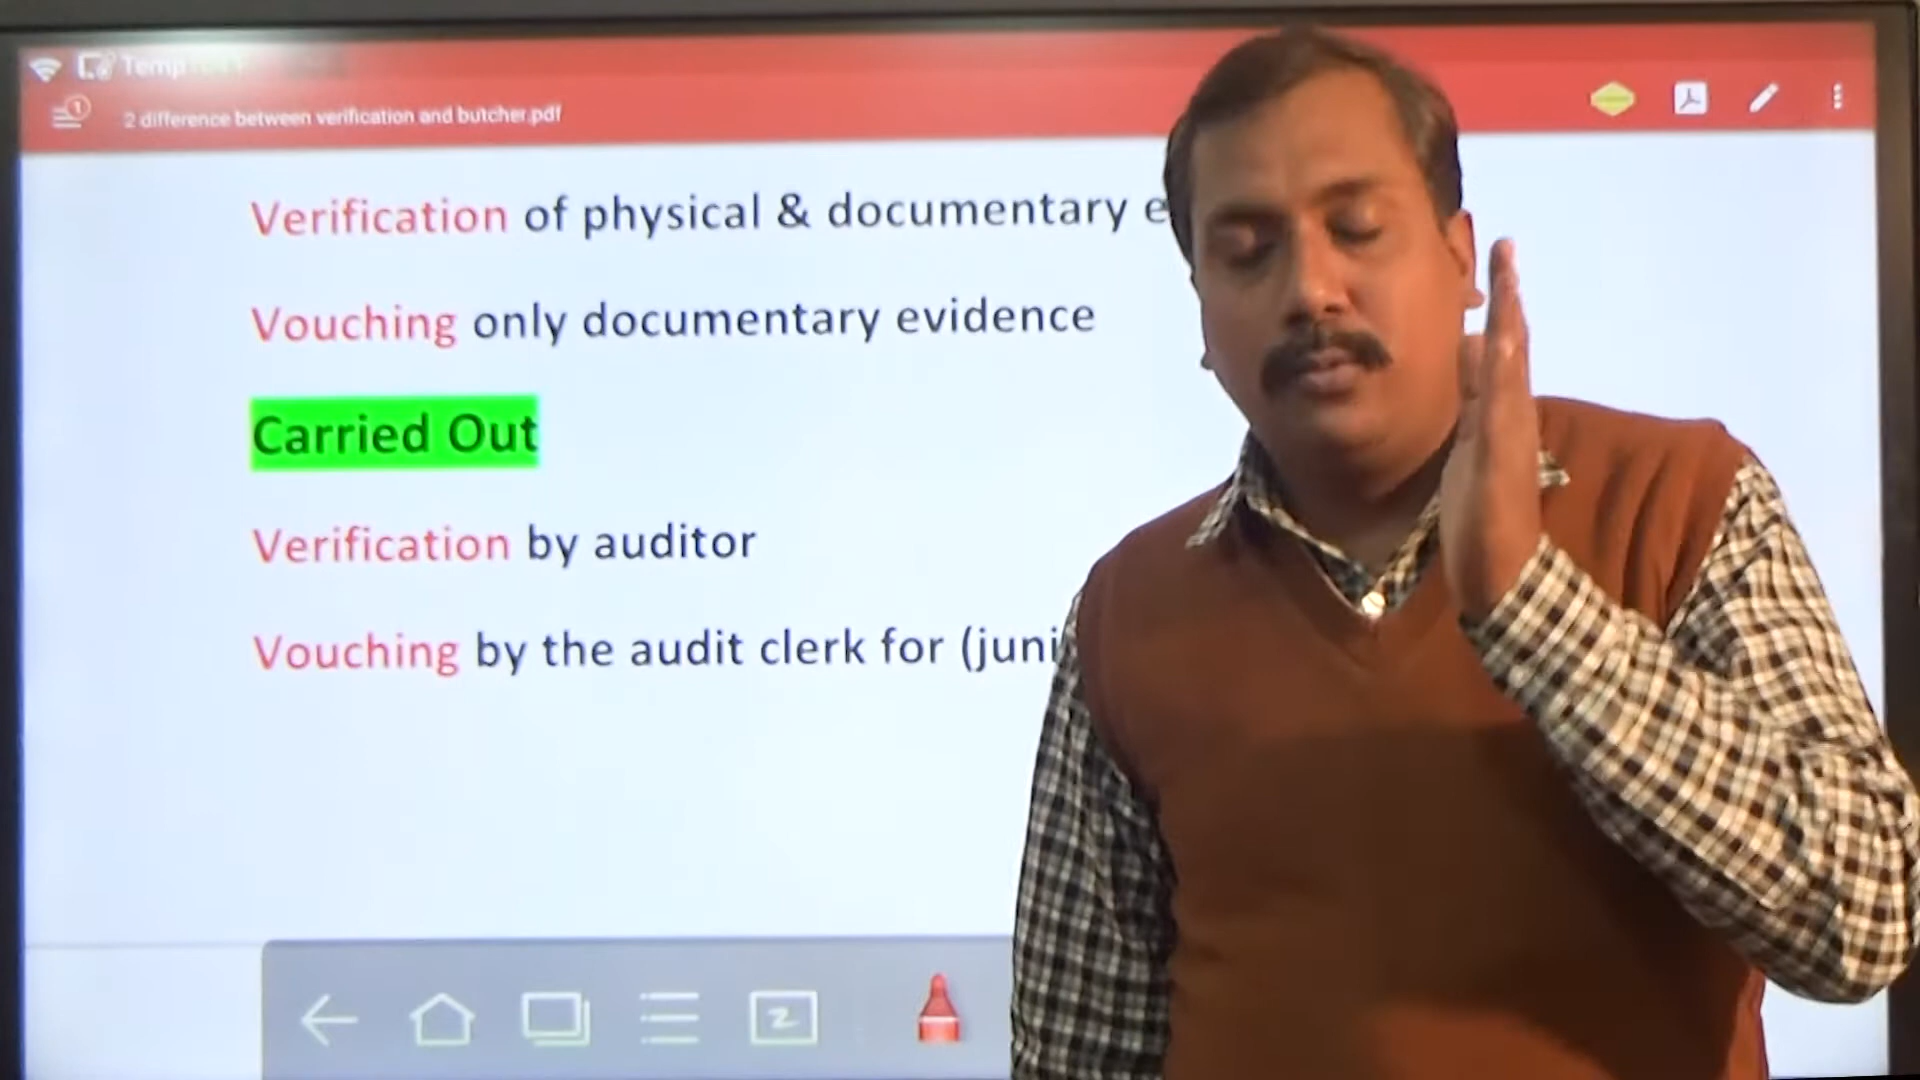 Temp
2 difference between verification and butcher.pdf
Verification of physical & documentary e
Vouching only documentary evidence
Carried Out
Verification by auditor
Vouching by the audit clerk for (juni